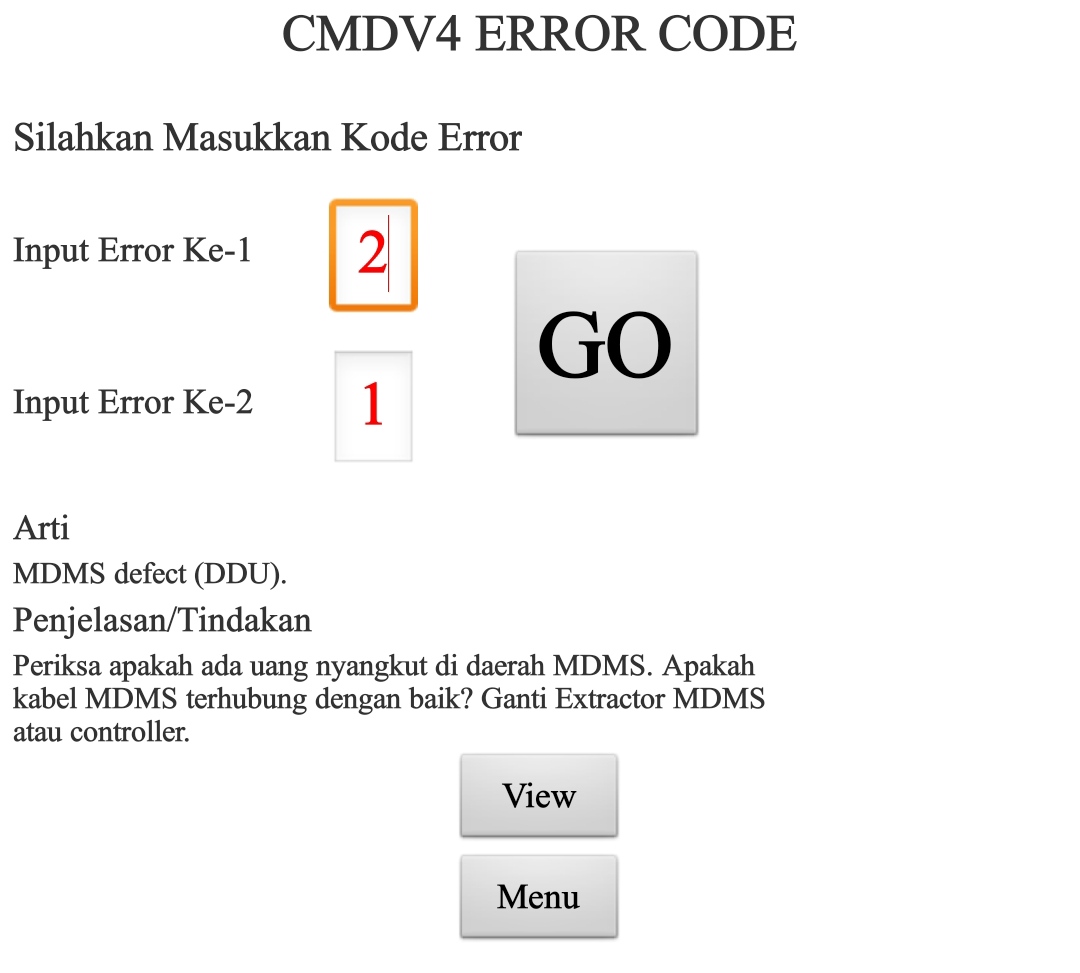 CMDV4 ERROR CODE
Silahkan Masukkan Kode Error
Input Error Ke-1
2
GO
Input Error Ke-2
1
Arti
MDMS defect (DDU).
Penjelasan/Tindakan
Periksa apakah ada uang nyangkut di daerah MDMS. Apakah
kabel MDMS terhubung dengan baik? Ganti Extractor MDMS
atau controller.
View
Menu